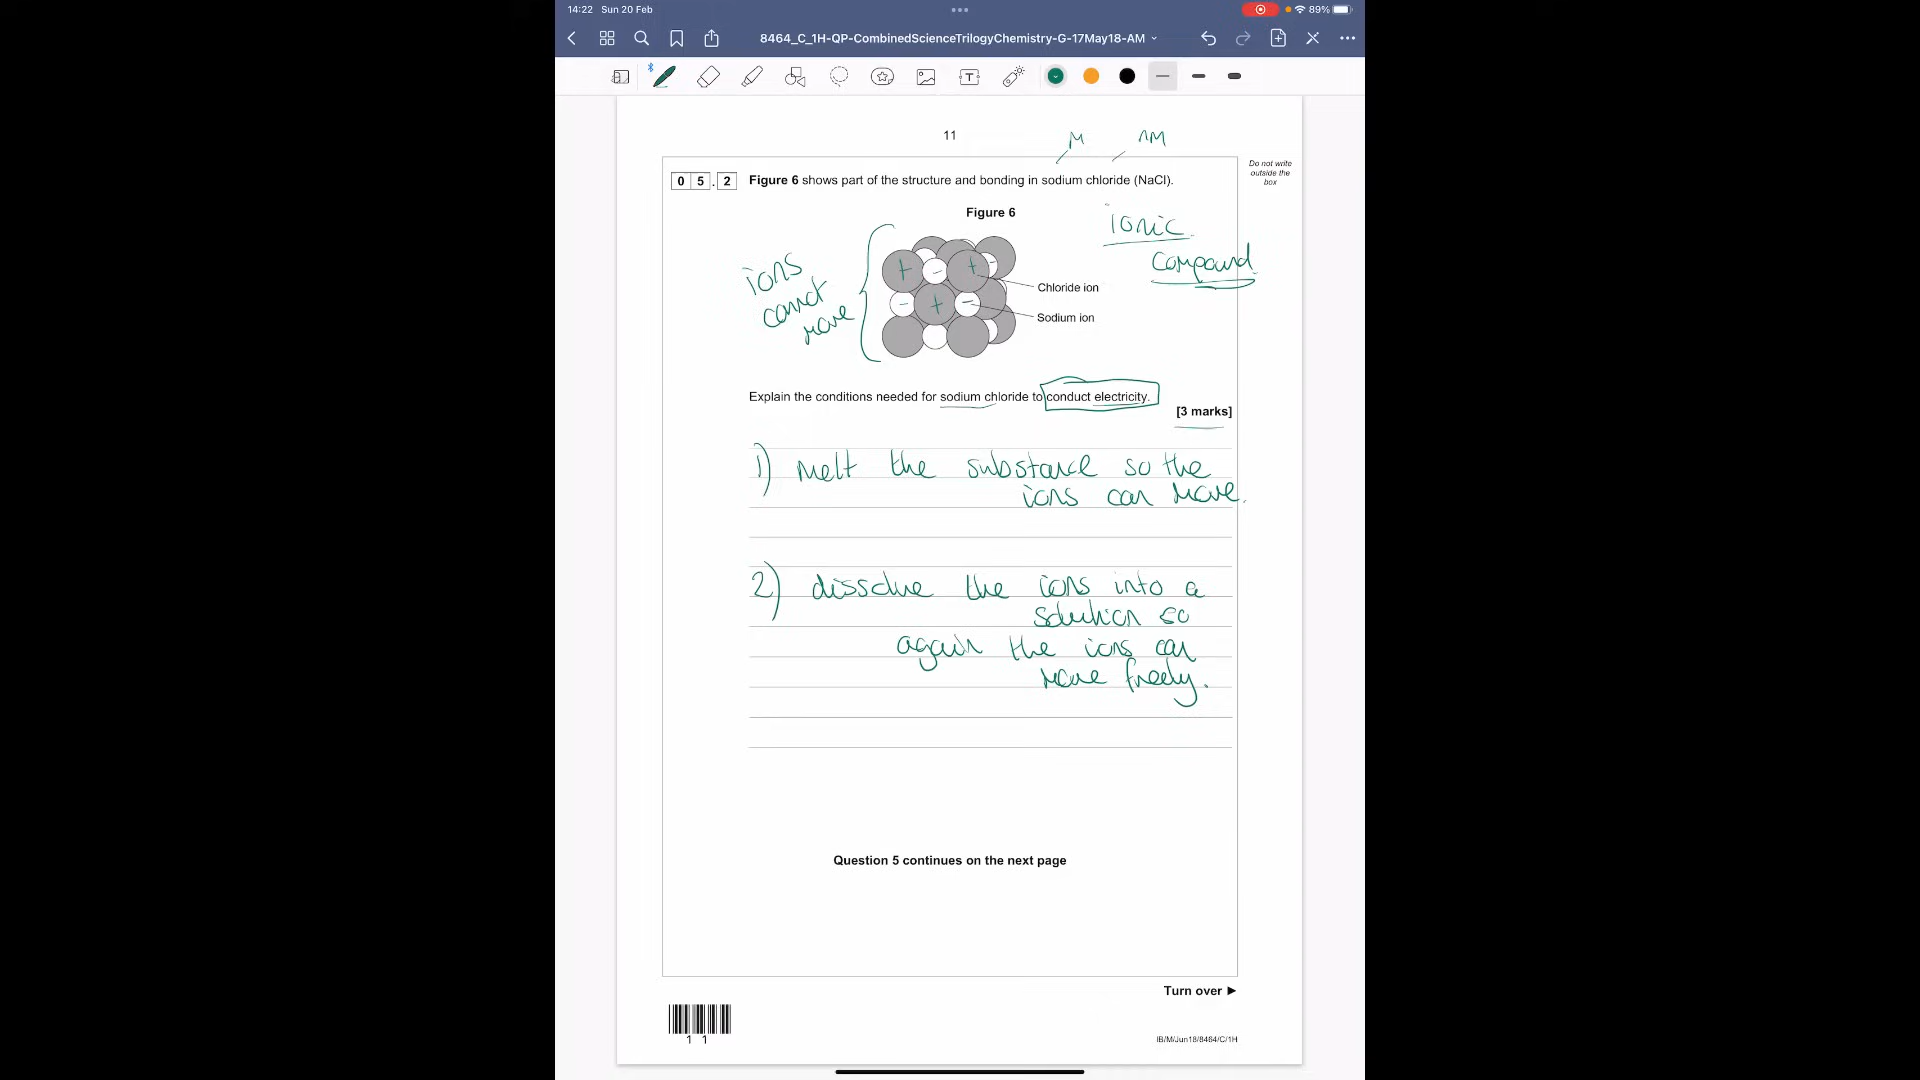 14:22 Sun 20 Feb
89%
8464_C_1H-QP-CombinedScienceTrilogyChemistry-G-17May18-AM
T
11
M NM
Do not write
outside the
box
0 5 . 2 Figure 6 shows part of the structure and bonding in sodium chloride (NaCl).
Figure 6
ionic
compound
ions
cannot
move
+ - + -
Chloride ion
- + -
Sodium ion
Explain the conditions needed for sodium chloride to conduct electricity.
[3 marks]
1) melt the substance so the
ions can move.
2) dissolve the ions into a
solution so
again the ions can
move freely.
Question 5 continues on the next page
Turn over ►
1 1
IB/M/Jun18/8464/C/1H